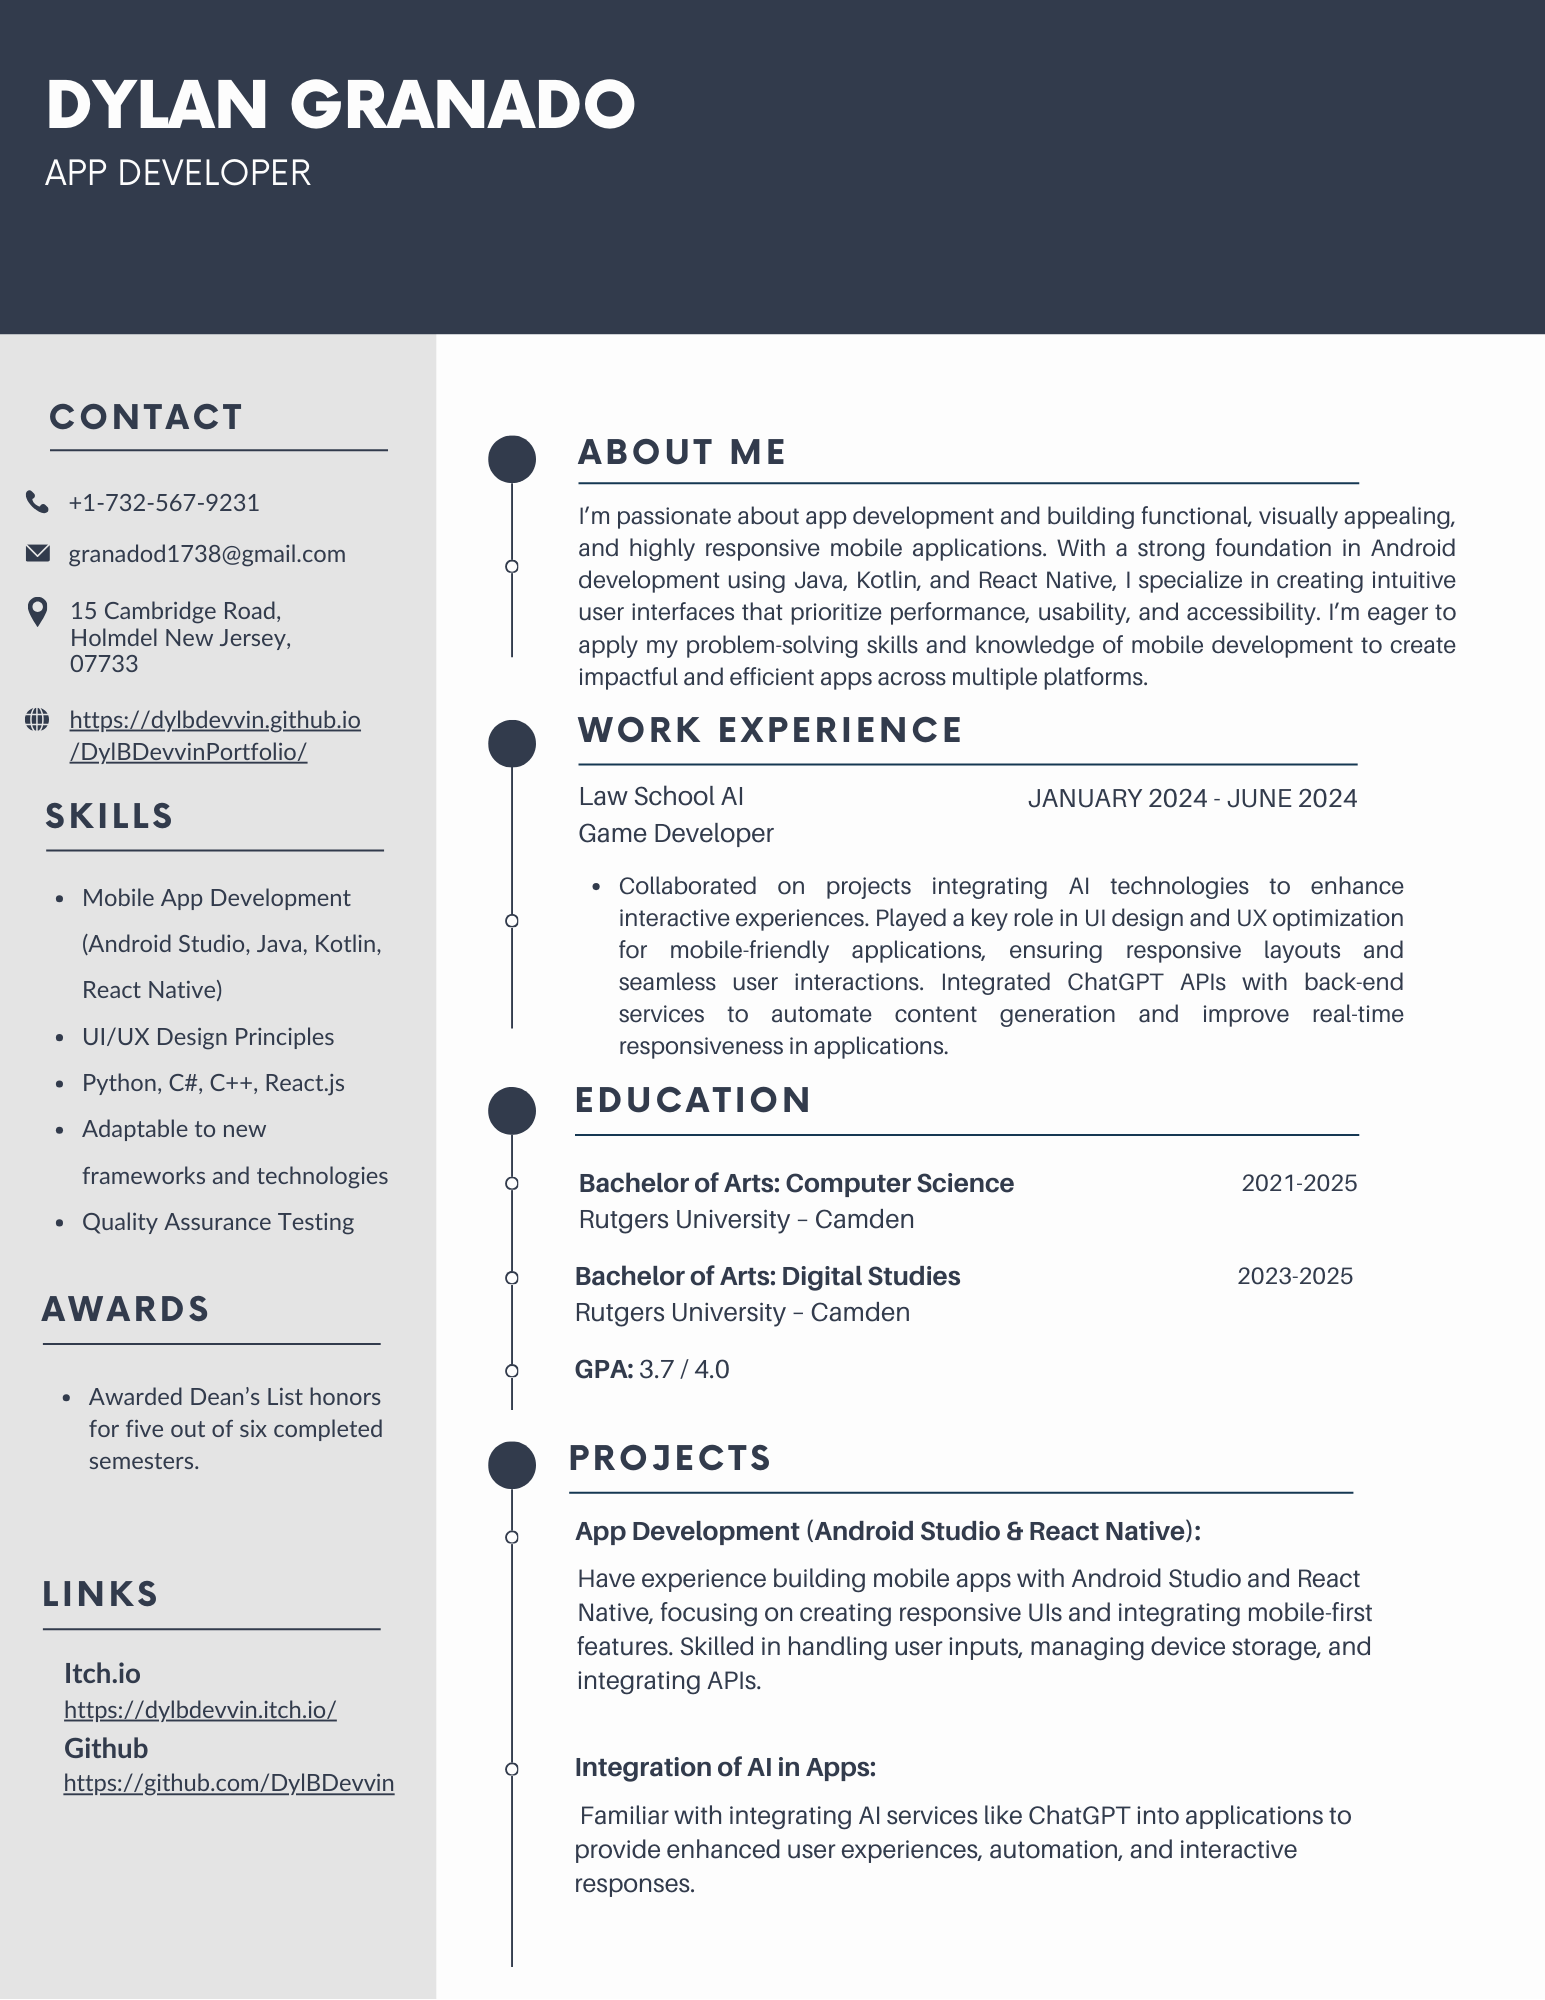 DYLAN GRANADO
APP DEVELOPER
CONTACT
+1-732-567-9231
granadod1738@gmail.com
15 Cambridge Road,
Holmdel New Jersey,
07733
https://dylbdevvin.github.io
/DylBDevvinPortfolio/
SKILLS
• Mobile App Development
(Android Studio, Java, Kotlin,
React Native)
• UI/UX Design Principles
• Python, C#, C++, React.js
• Adaptable to new
frameworks and technologies
• Quality Assurance Testing
AWARDS
• Awarded Dean’s List honors
for five out of six completed
semesters.
LINKS
Itch.io
https://dylbdevvin.itch.io/
Github
https://github.com/DylBDevvin
ABOUT ME
I’m passionate about app development and building functional, visually appealing,
and highly responsive mobile applications. With a strong foundation in Android
development using Java, Kotlin, and React Native, I specialize in creating intuitive
user interfaces that prioritize performance, usability, and accessibility. I’m eager to
apply my problem-solving skills and knowledge of mobile development to create
impactful and efficient apps across multiple platforms.
WORK EXPERIENCE
Law School AI JANUARY 2024 - JUNE 2024
Game Developer
• Collaborated on projects integrating AI technologies to enhance
interactive experiences. Played a key role in UI design and UX optimization
for mobile-friendly applications, ensuring responsive layouts and
seamless user interactions. Integrated ChatGPT APIs with back-end
services to automate content generation and improve real-time
responsiveness in applications.
EDUCATION
Bachelor of Arts: Computer Science 2021-2025
Rutgers University – Camden
Bachelor of Arts: Digital Studies 2023-2025
Rutgers University – Camden
GPA: 3.7 / 4.0
PROJECTS
App Development (Android Studio & React Native):
Have experience building mobile apps with Android Studio and React
Native, focusing on creating responsive UIs and integrating mobile-first
features. Skilled in handling user inputs, managing device storage, and
integrating APIs.
Integration of AI in Apps:
Familiar with integrating AI services like ChatGPT into applications to
provide enhanced user experiences, automation, and interactive
responses.